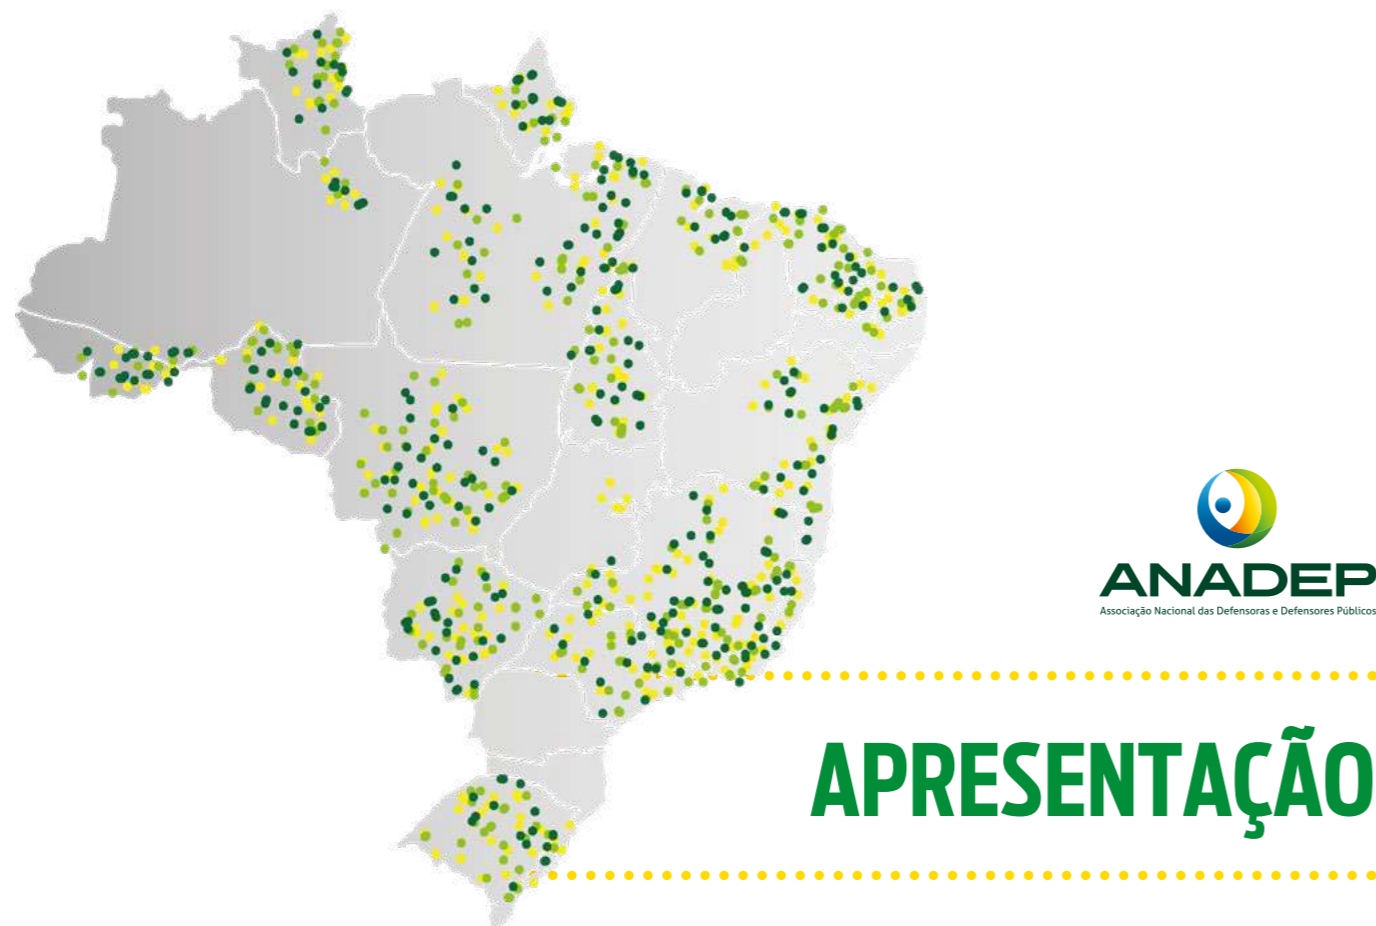 ANADEP
Associação Nacional das Defensoras e Defensores Públicos
APRESENTAÇÃO